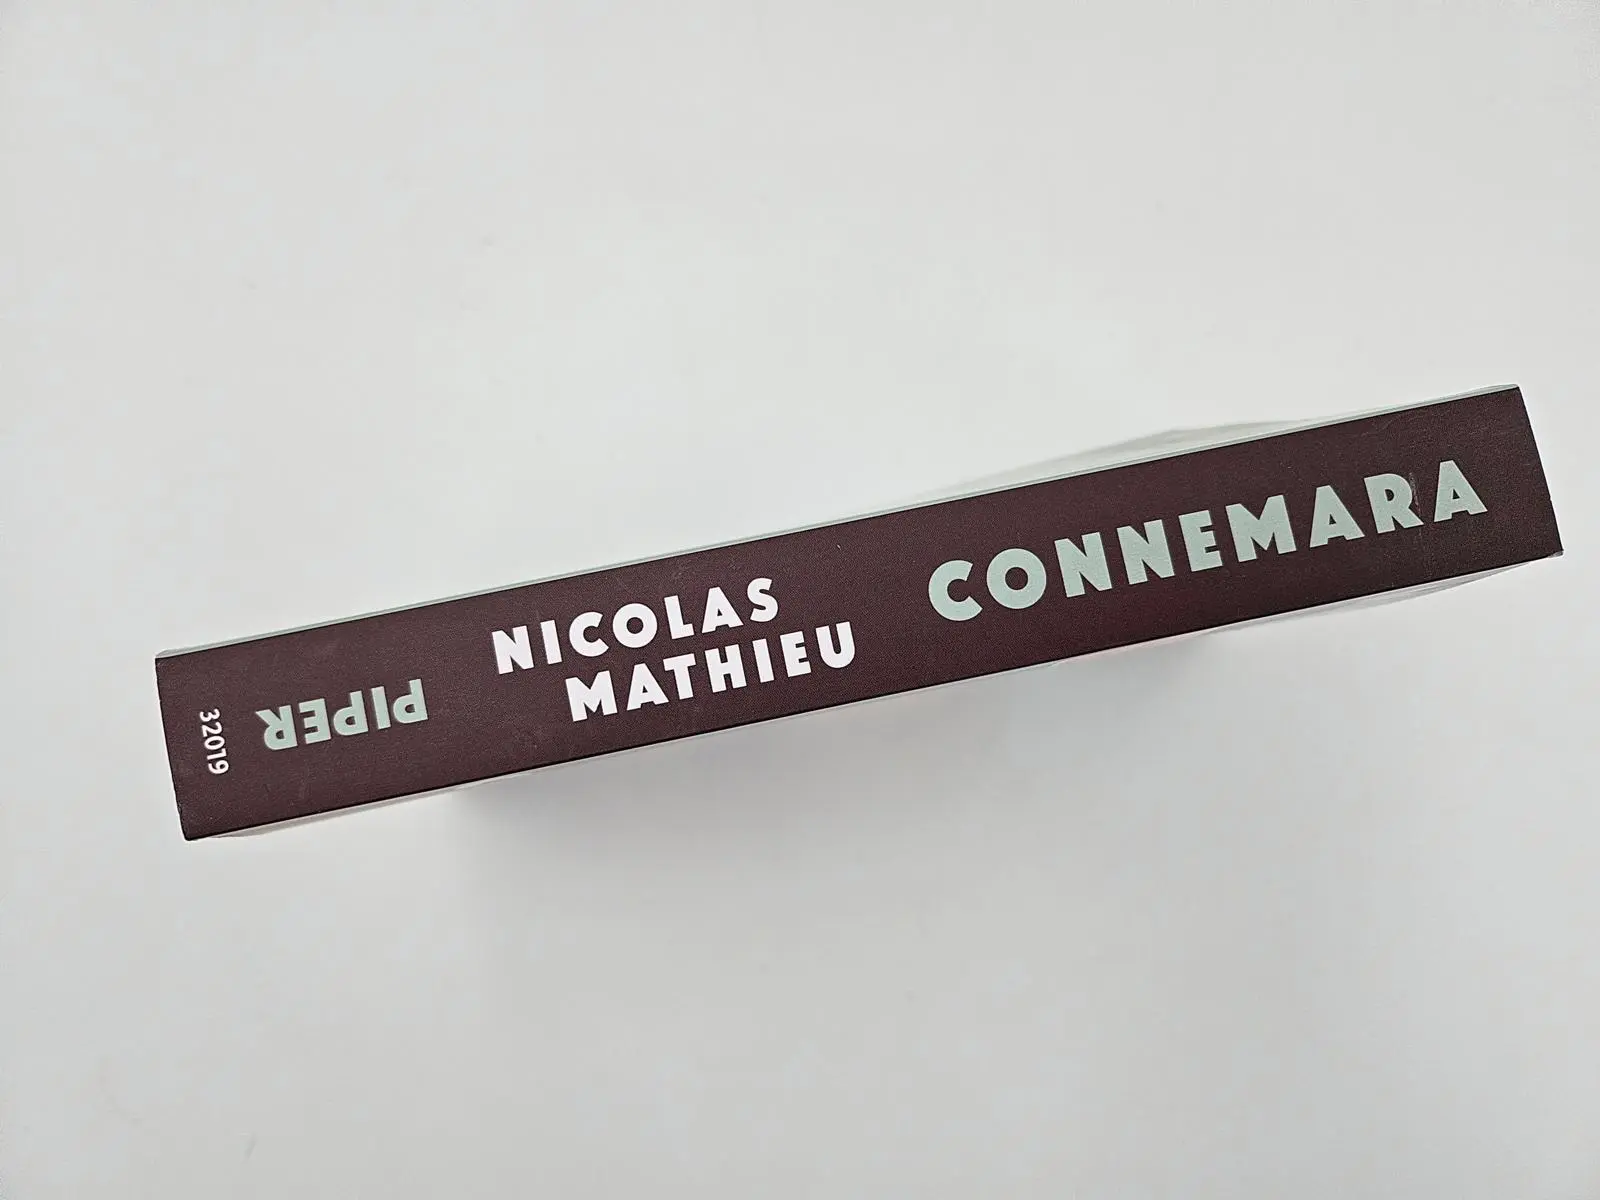 32019
PIPER
NICOLAS
MATHIEU
CONNEMARA